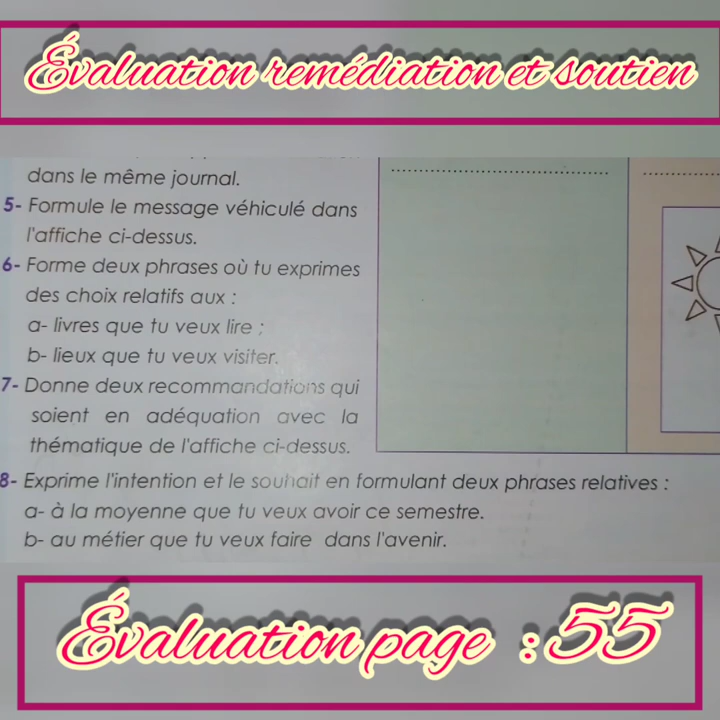 Évaluation remédiation et soutien
dans le même journal.
5- Formule le message véhiculé dans
l'affiche ci-dessus.
6- Forme deux phrases où tu exprimes
des choix relatifs aux :
a- livres que tu veux lire ;
b- lieux que tu veux visiter.
7- Donne deux recommandations qui
soient en adéquation avec la
thématique de l'affiche ci-dessus.
8- Exprime l'intention et le souhait en formulant deux phrases relatives :
a- à la moyenne que tu veux avoir ce semestre.
b- au métier que tu veux faire dans l'avenir.
Évaluation page : 55